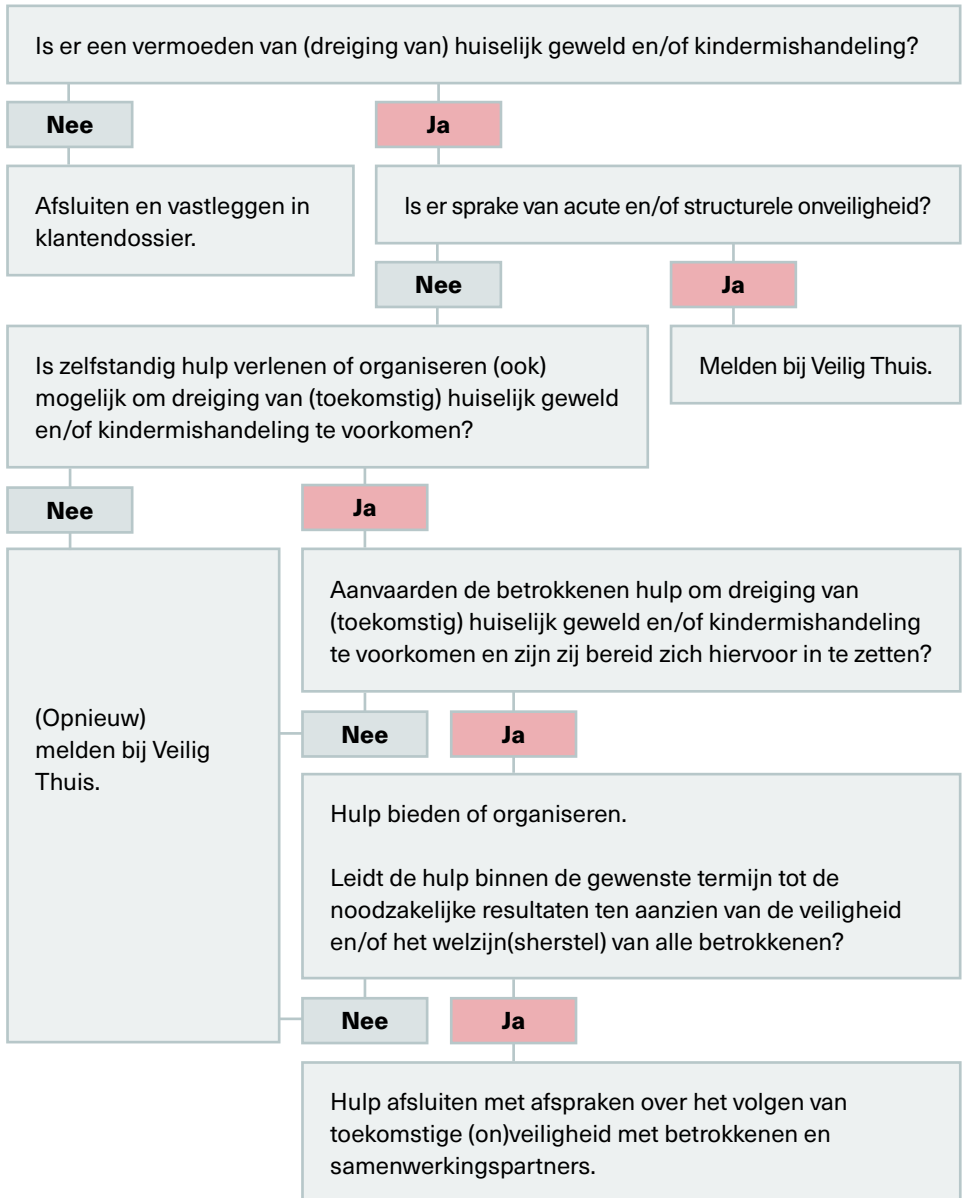 Is er een vermoeden van (dreiging van) huiselijk geweld en/of kindermishandeling?
Nee
Ja
Afsluiten en vastleggen in
klantendossier.
Is er sprake van acute en/of structurele onveiligheid?
Nee
Ja
Is zelfstandig hulp verlenen of organiseren (ook)
mogelijk om dreiging van (toekomstig) huiselijk geweld
en/of kindermishandeling te voorkomen?
Melden bij Veilig Thuis.
Nee
Ja
(Opnieuw)
melden bij Veilig
Thuis.
Aanvaarden de betrokkenen hulp om dreiging van
(toekomstig) huiselijk geweld en/of kindermishandeling
te voorkomen en zijn zij bereid zich hiervoor in te zetten?
Nee
Ja
Hulp bieden of organiseren.
Leidt de hulp binnen de gewenste termijn tot de
noodzakelijke resultaten ten aanzien van de veiligheid
en/of het welzijn(sherstel) van alle betrokkenen?
Nee
Ja
Hulp afsluiten met afspraken over het volgen van
toekomstige (on)veiligheid met betrokkenen en
samenwerkingspartners.